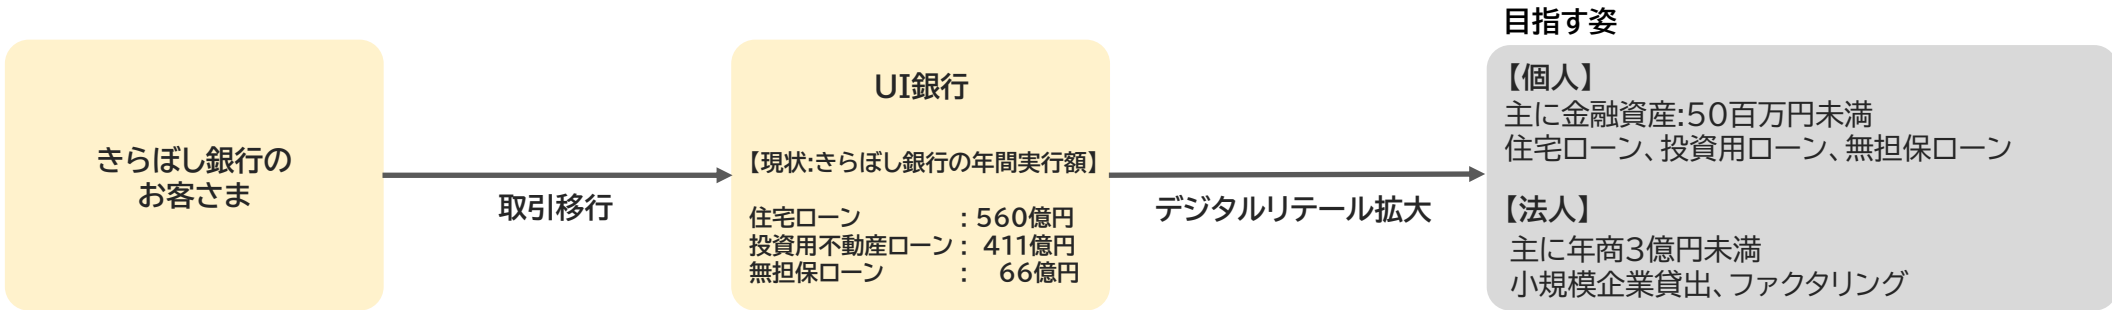 きらぼし銀行の
お客さま
取引移行
UI銀行
【現状:きらぼし銀行の年間実行額】
住宅ローン : 560億円
投資用不動産ローン : 411億円
無担保ローン : 66億円
デジタルリテール拡大
目指す姿
【個人】
主に金融資産:50百万円未満
住宅ローン、投資用ローン、無担保ローン
【法人】
主に年商3億円未満
小規模企業貸出、ファクタリング